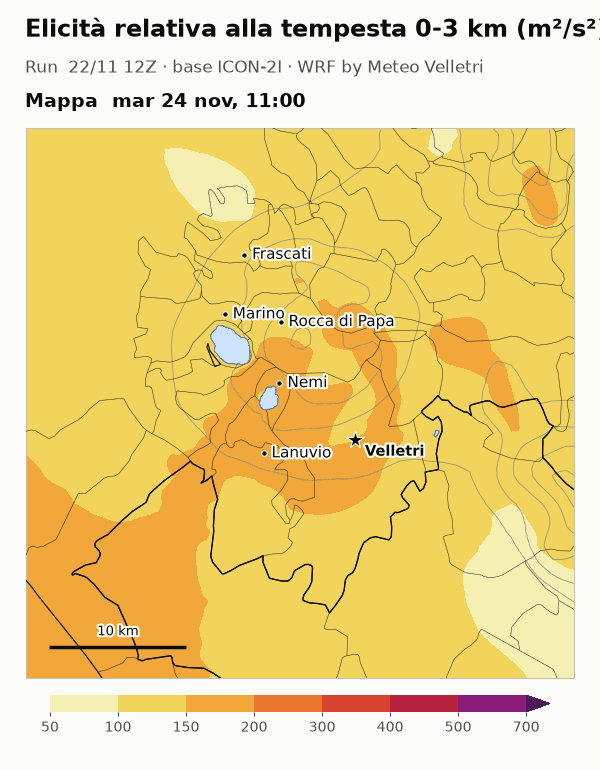 Elicità relativa alla tempesta 0-3 km (m²/s²)
Run 22/11 12Z · base ICON-2I · WRF by Meteo Velletri
Mappa mar 24 nov, 11:00
Frascati
Marino
Rocca di Papa
Nemi
Velletri
Lanuvio
10 km
50 100 150 200 300 400 500 700